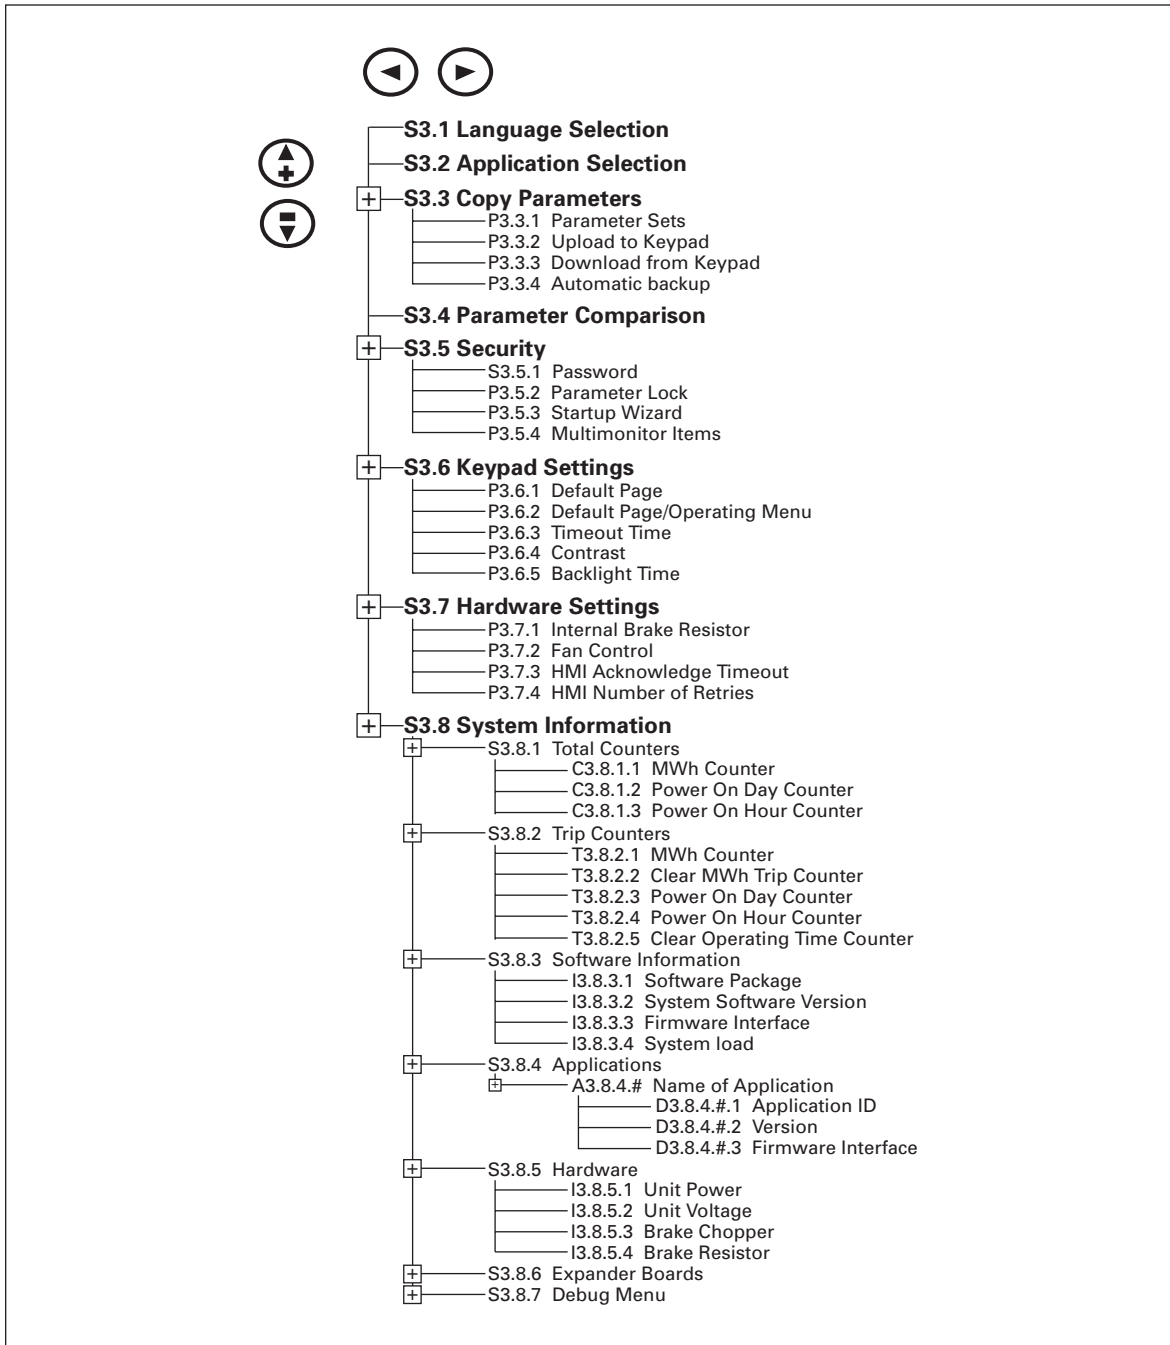 S3.1 Language Selection
S3.2 Application Selection
S3.3 Copy Parameters
P3.3.1 Parameter Sets
P3.3.2 Upload to Keypad
P3.3.3 Download from Keypad
P3.3.4 Automatic backup
S3.4 Parameter Comparison
S3.5 Security
S3.5.1 Password
P3.5.2 Parameter Lock
P3.5.3 Startup Wizard
P3.5.4 Multimonitor Items
S3.6 Keypad Settings
P3.6.1 Default Page
P3.6.2 Default Page/Operating Menu
P3.6.3 Timeout Time
P3.6.4 Contrast
P3.6.5 Backlight Time
S3.7 Hardware Settings
P3.7.1 Internal Brake Resistor
P3.7.2 Fan Control
P3.7.3 HMI Acknowledge Timeout
P3.7.4 HMI Number of Retries
S3.8 System Information
S3.8.1 Total Counters
C3.8.1.1 MWh Counter
C3.8.1.2 Power On Day Counter
C3.8.1.3 Power On Hour Counter
S3.8.2 Trip Counters
T3.8.2.1 MWh Counter
T3.8.2.2 Clear MWh Trip Counter
T3.8.2.3 Power On Day Counter
T3.8.2.4 Power On Hour Counter
T3.8.2.5 Clear Operating Time Counter
S3.8.3 Software Information
I3.8.3.1 Software Package
I3.8.3.2 System Software Version
I3.8.3.3 Firmware Interface
I3.8.3.4 System load
S3.8.4 Applications
A3.8.4.# Name of Application
D3.8.4.#.1 Application ID
D3.8.4.#.2 Version
D3.8.4.#.3 Firmware Interface
S3.8.5 Hardware
I3.8.5.1 Unit Power
I3.8.5.2 Unit Voltage
I3.8.5.3 Brake Chopper
I3.8.5.4 Brake Resistor
S3.8.6 Expander Boards
S3.8.7 Debug Menu